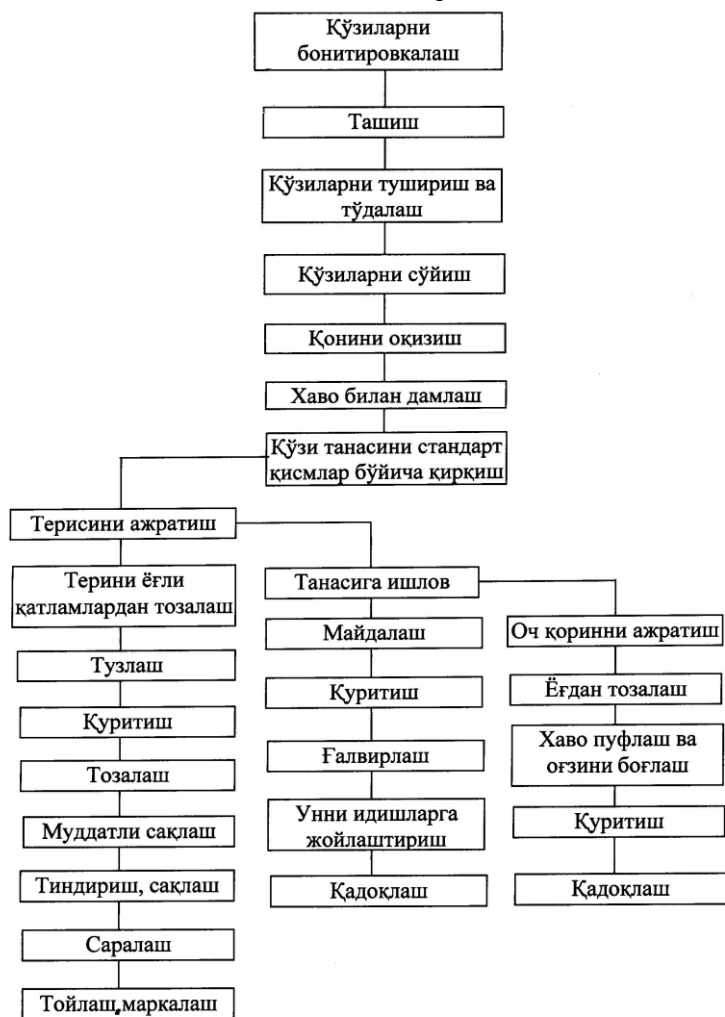 Қўзиларни
бонитировкалаш
Ташиш
Қўзиларни тушириш ва
тўдалаш
Қўзиларни сўйиш
Қонини оқизиш
Хаво билан дамлаш
Қўзи танасини стандарт
қисмлар бўйича қирқиш
Терисини ажратиш
Терини ёғли
қатламлардан тозалаш
Тузлаш
Қуритиш
Тозалаш
Муддатли сақлаш
Тиндириш, сақлаш
Саралаш
Тойлаш,маркалаш
Танасига ишлов
Майдалаш
Қуритиш
Ғалвирлаш
Унни идишларга
жойлаштириш
Қадоқлаш
Оч қоринни ажратиш
Ёғдан тозалаш
Хаво пуфлаш ва
оғзини боғлаш
Қуритиш
Қадоқлаш